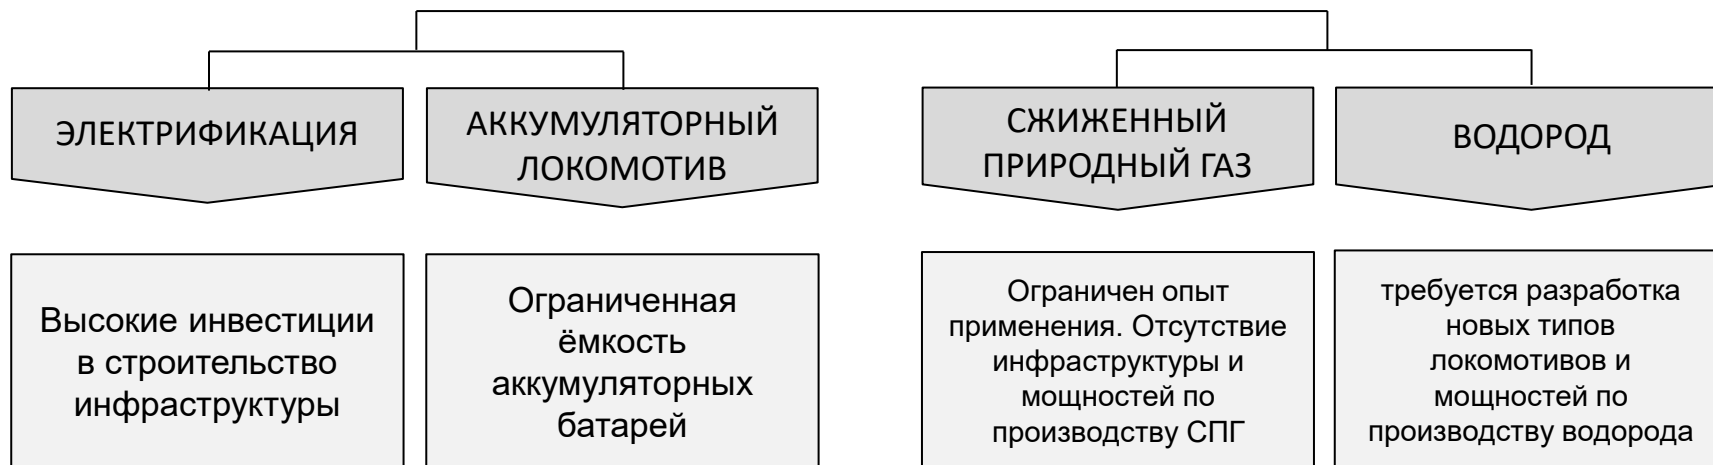 ЭЛЕКТРИФИКАЦИЯ
АККУМУЛЯТОРНЫЙ
ЛОКОМОТИВ
СЖИЖЕННЫЙ
ПРИРОДНЫЙ ГАЗ
ВОДОРОД
Высокие инвестиции
в строительство
инфраструктуры
Ограниченная
ёмкость
аккумуляторных
батарей
Ограничен опыт
применения. Отсутствие
инфраструктуры и
мощностей по
производству СПГ
требуется разработка
новых типов
локомотивов и
мощностей по
производству водорода